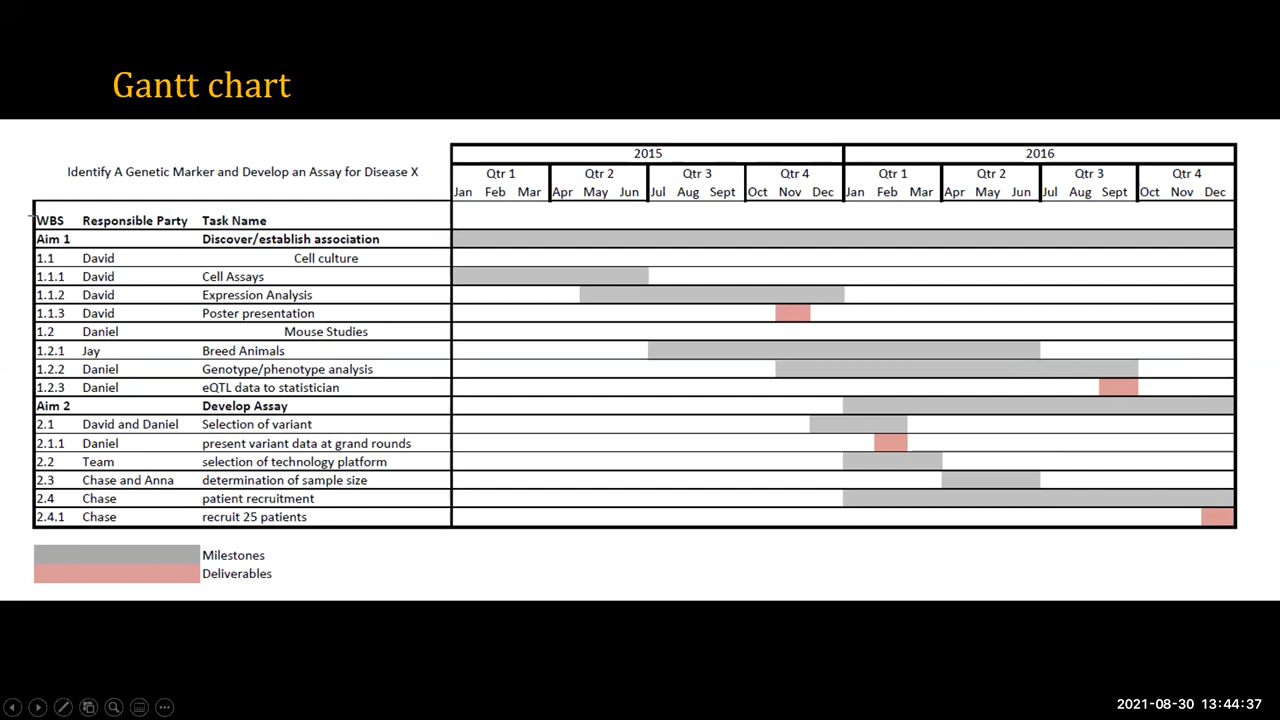 Gantt chart
Identify A Genetic Marker and Develop an Assay for Disease X
2015 2016
Qtr 1 Qtr 2 Qtr 3 Qtr 4 Qtr 1 Qtr 2 Qtr 3 Qtr 4
Jan Feb Mar Apr May Jun Jul Aug Sept Oct Nov Dec Jan Feb Mar Apr May Jun Jul Aug Sept Oct Nov Dec
WBS Responsible Party Task Name
Aim 1 Discover/establish association
1.1 David Cell culture
1.1.1 David Cell Assays
1.1.2 David Expression Analysis
1.1.3 David Poster presentation
1.2 Daniel Mouse Studies
1.2.1 Jay Breed Animals
1.2.2 Daniel Genotype/phenotype analysis
1.2.3 Daniel eQTL data to statistician
Aim 2 Develop Assay
2.1 David and Daniel Selection of variant
2.1.1 Daniel present variant data at grand rounds
2.2 Team selection of technology platform
2.3 Chase and Anna determination of sample size
2.4 Chase patient recruitment
2.4.1 Chase recruit 25 patients
Milestones
Deliverables
2021-08-30 13:44:37